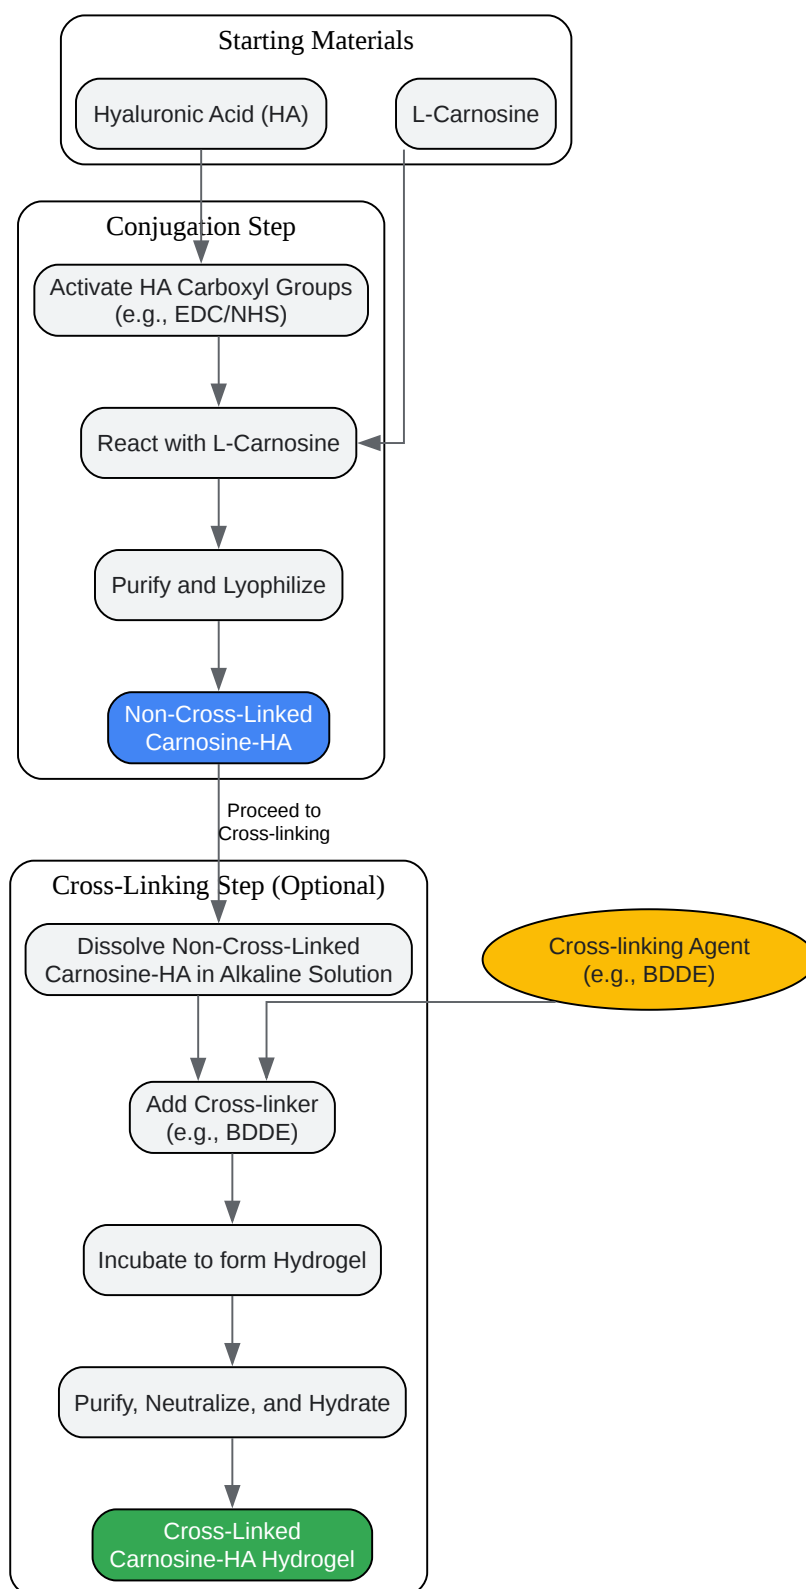 Starting Materials
Hyaluronic Acid (HA)
L-Carnosine
Conjugation Step
Activate HA Carboxyl Groups
(e.g., EDC/NHS)
React with L-Carnosine
Purify and Lyophilize
Non-Cross-Linked
Carnosine-HA
Proceed to
Cross-linking
Cross-Linking Step (Optional)
Dissolve Non-Cross-Linked
Carnosine-HA in Alkaline Solution
Cross-linking Agent
(e.g., BDDE)
Add Cross-linker
(e.g., BDDE)
Incubate to form Hydrogel
Purify, Neutralize, and Hydrate
Cross-Linked
Carnosine-HA Hydrogel